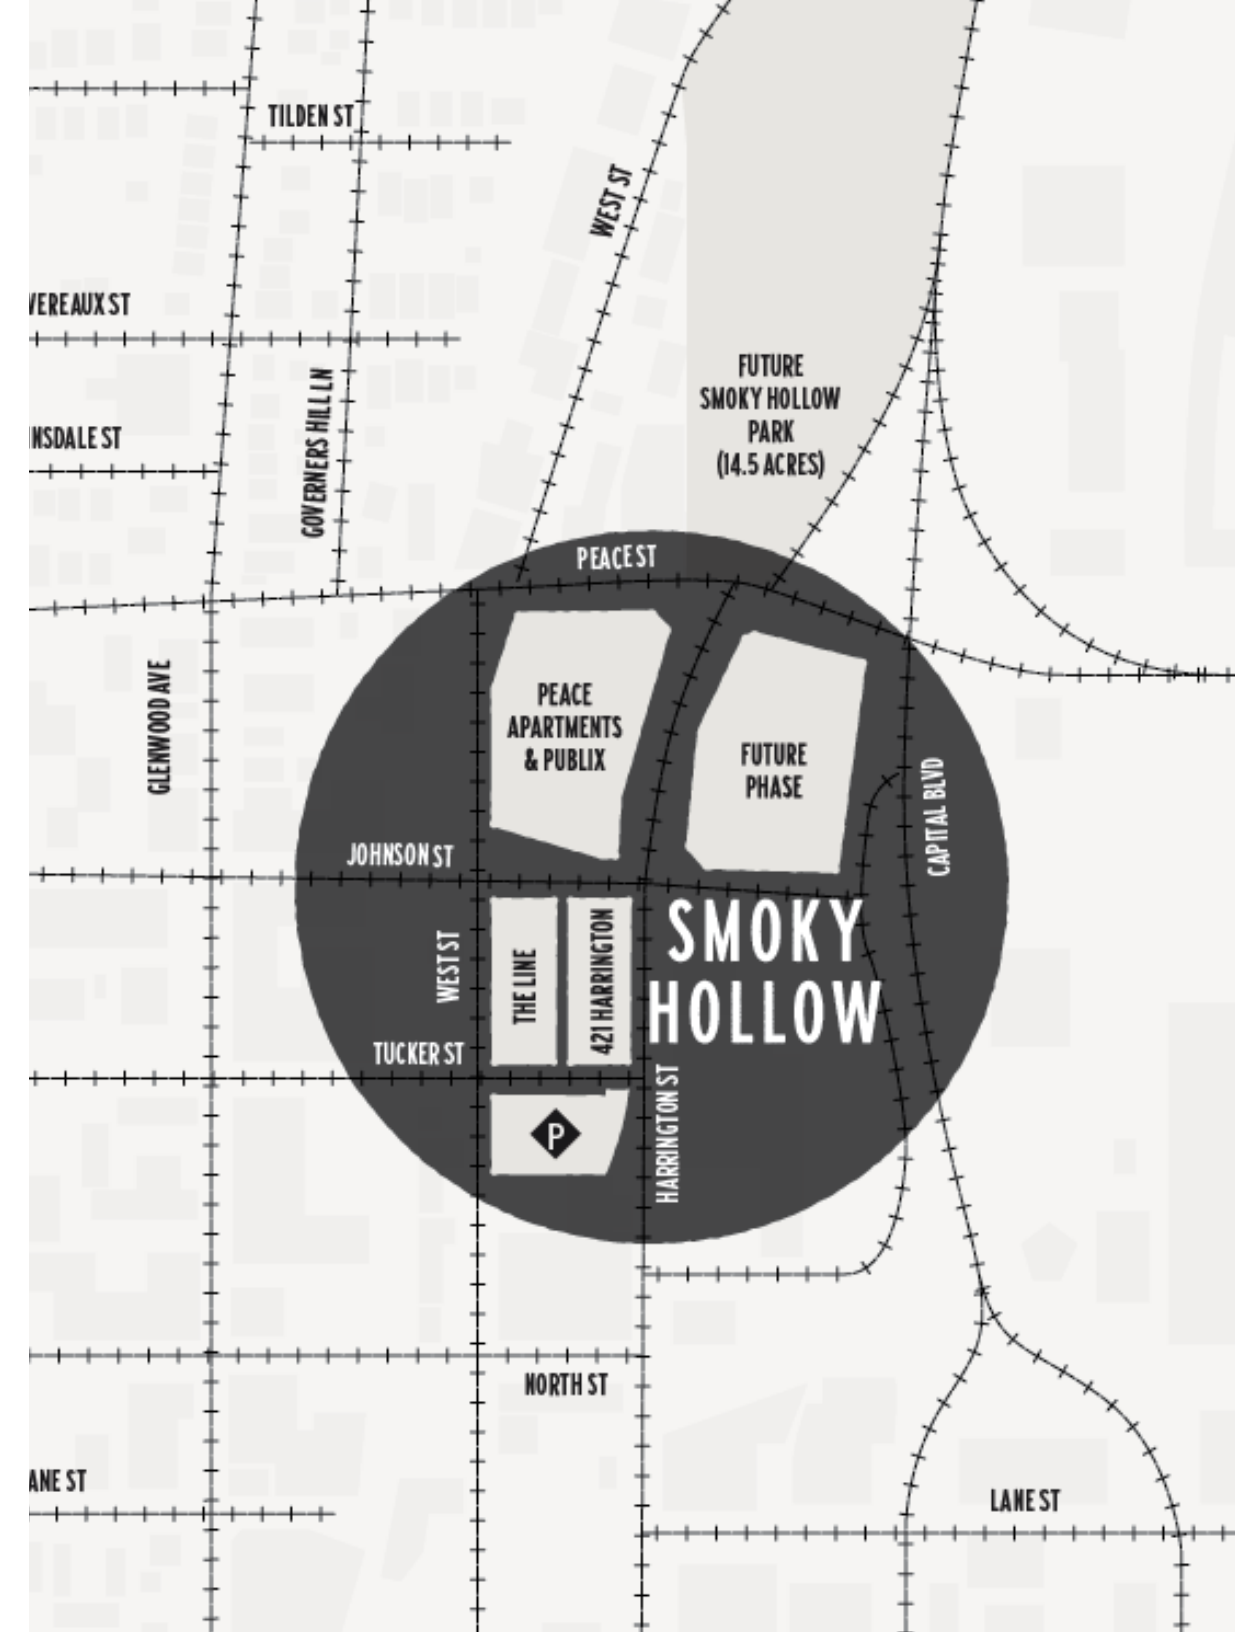 TILDEN ST
WEST ST
VEREAUX ST
FUTURE
SMOKY HOLLOW
PARK
(14.5 ACRES)
NSDALE ST
GOVERNERS HILL LN
PEACE ST
GLENWOOD AVE
PEACE
APARTMENTS
& PUBLIX
FUTURE
PHASE
CAPITAL BLVD
JOHNSON ST
SMOKY
HOLLOW
WEST ST
THE LINE
421 HARRINGTON
TUCKER ST
HARRINGTON ST
P
NORTH ST
ANE ST
LANE ST